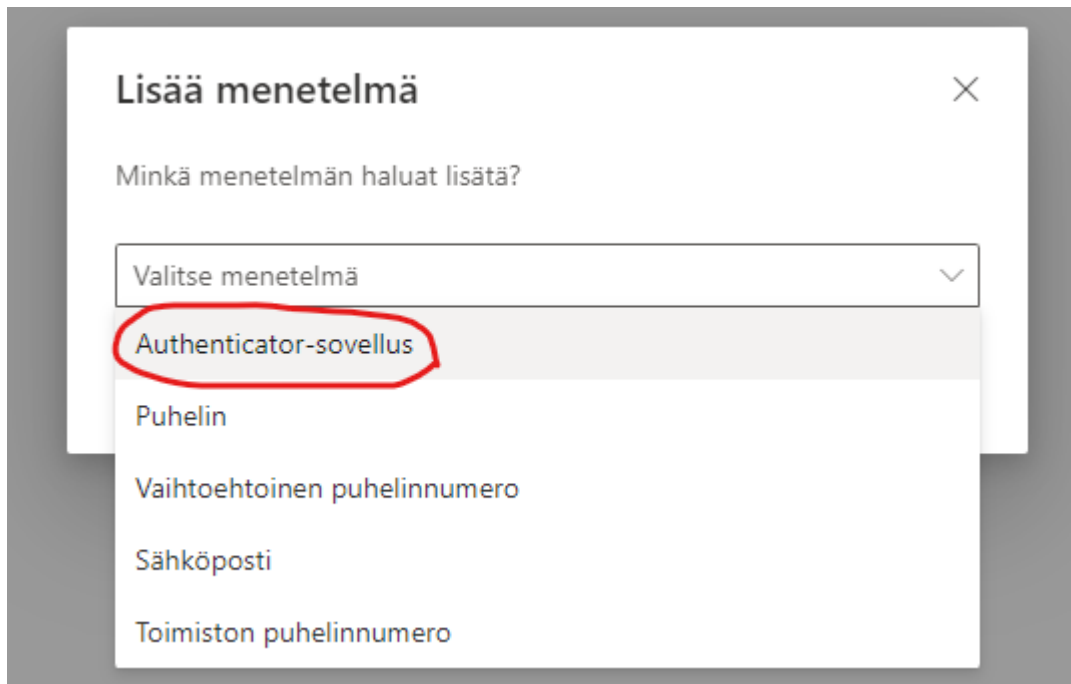 Lisää menetelmä
Minkä menetelmän haluat lisätä?
Valitse menetelmä
Authenticator-sovellus
Puhelin
Vaihtoehtoinen puhelinnumero
Sähköposti
Toimiston puhelinnumero